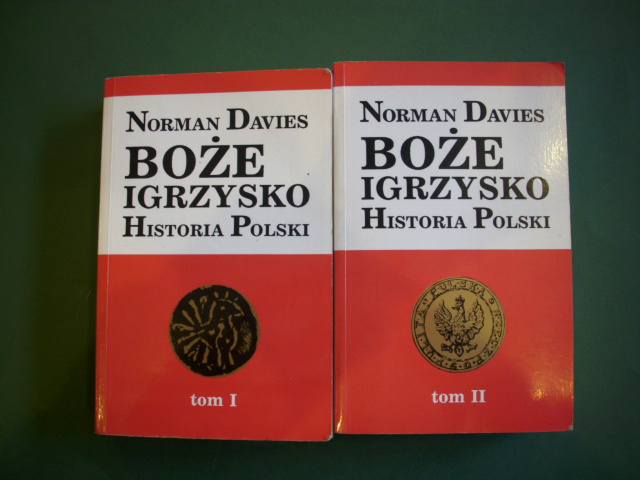 NORMAN DAVIES
BOŻE
IGRZYSKO
HISTORIA POLSKI
tom I
NORMAN DAVIES
BOŻE
IGRZYSKO
HISTORIA POLSKI
tom II